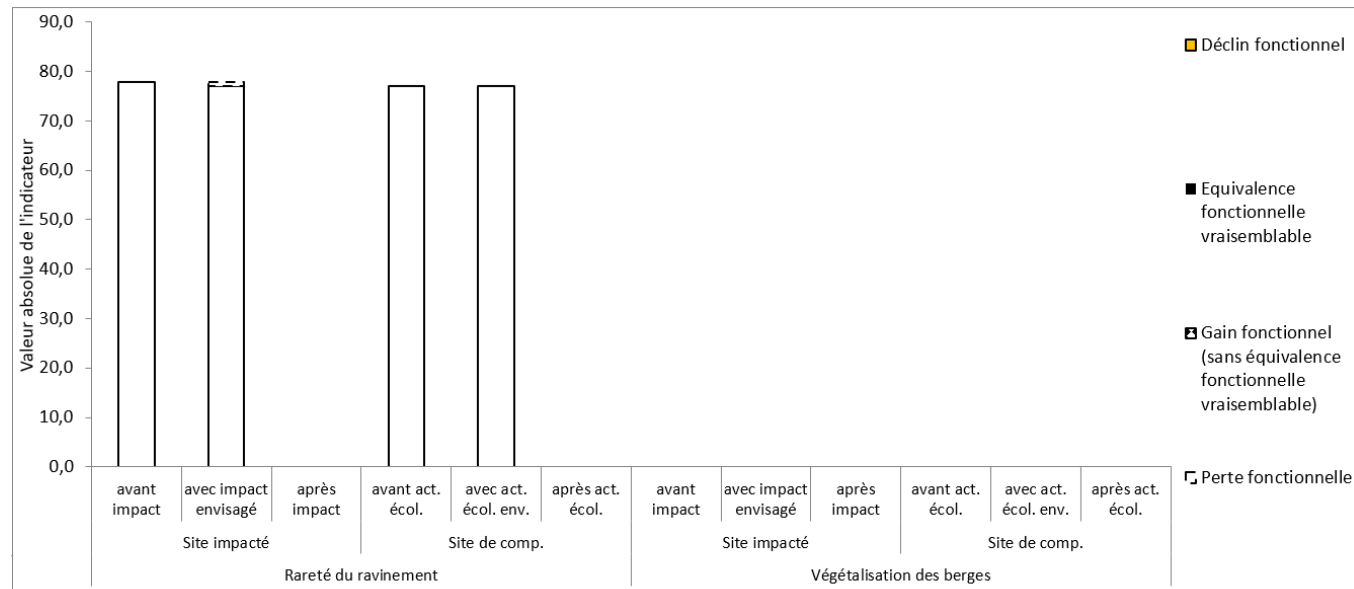 Valeur absolue de l'indicateur
90,0
80,0
70,0
60,0
50,0
40,0
30,0
20,0
10,0
0,0
avant
impact
avec impact
envisagé
après
impact
avant act.
écol.
avec act.
écol. env.
après act.
écol.
avant
impact
avec impact
envisagé
après
impact
avant act.
écol.
avec act.
écol. env.
après act.
écol.
Site impacté
Site de comp.
Site impacté
Site de comp.
Rareté du ravinement
Végétalisation des berges
Déclin fonctionnel
Equivalence
fonctionnelle
vraisemblable
Gain fonctionnel
(sans équivalence
fonctionnelle
vraisemblable)
Perte fonctionnelle